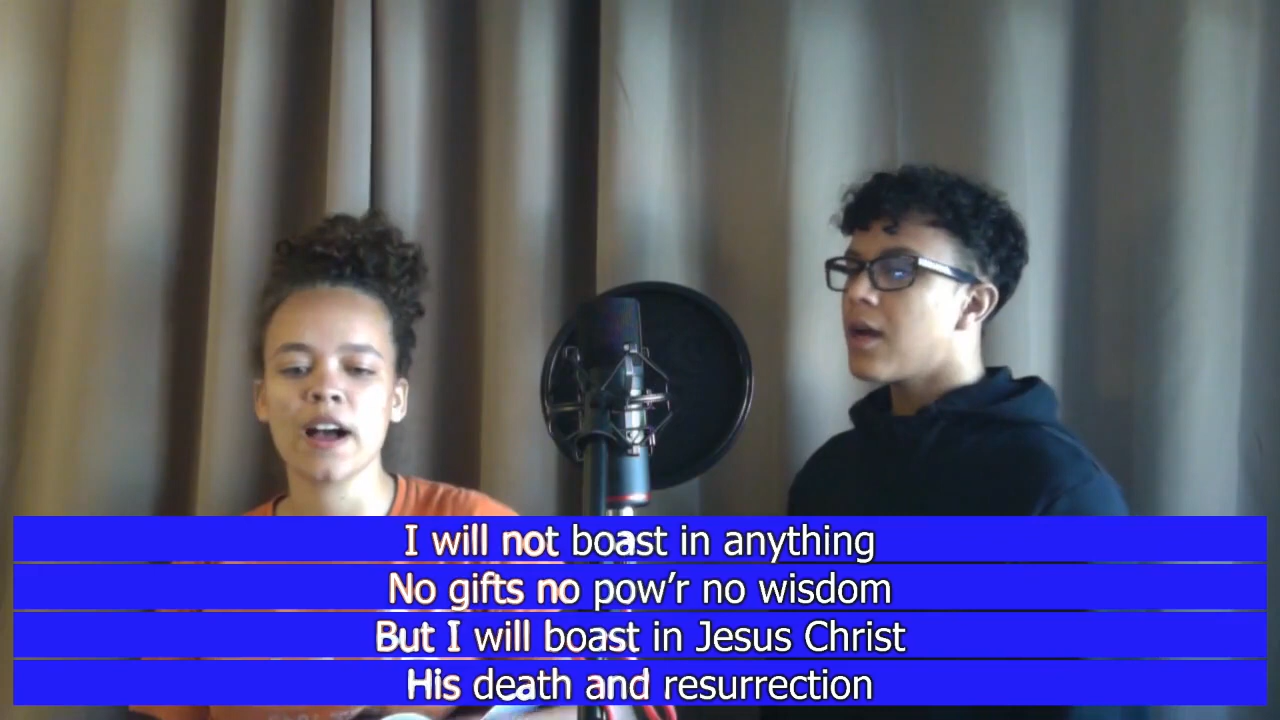 I will not boast in anything
No gifts no pow’r no wisdom
But I will boast in Jesus Christ
His death and resurrection